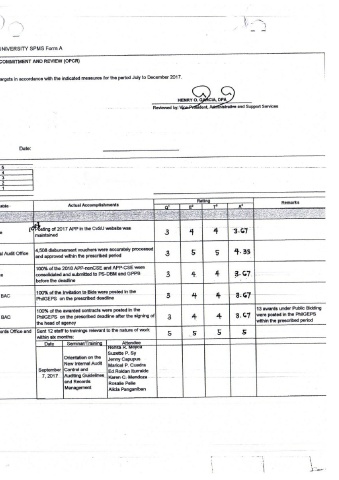 UNIVERSITY SPMS Form A
COMMITMENT AND REVIEW (OPCR)
targets in accordance with the indicated measures for the period July to December 2017.
HENRY O. GARCIA, DPA
Reviewed by: Vice President, Administrative and Support Services
Date:
5
4
3
2
1
Actual Accomplishments
Rating
Q1 E2 T3 A4
Remarks
Posting of 2017 APP in the CvSU website was
maintained
3 4 4 3.67
al Audit Office
4,508 disbursement vouchers were accurately processed
and approved within the prescribed period
3 5 5 4.33
100% of the 2018 APP-nonCSE and APP-CSE were
consolidated and submitted to PS-DBM and GPPB
before the deadline
3 4 4 3.67
BAC
100% of the Invitation to Bids were posted in the
PhilGEPS on the prescribed deadline
3 4 4 3.67
BAC
100% of the awarded contracts were posted in the
PhilGEPS on the prescribed deadline after the signing of
the head of agency
3 4 4 3.67
13 awards under Public Bidding
were posted in the PhilGEPS
within the prescribed period
Sent 12 staff to trainings relevant to the nature of work
within six months:
5 5 5 5
Date Seminar/Training Attendee
September
7, 2017
Orientation on the
New Internal Audit
Control and
Auditing Guidelines
and Records
Management
Suzette P. Sy
Jenny Capupus
Maricel P. Cuadra
Karen C. Mendoza
Rosalie Pelle
Alicia Panganiban